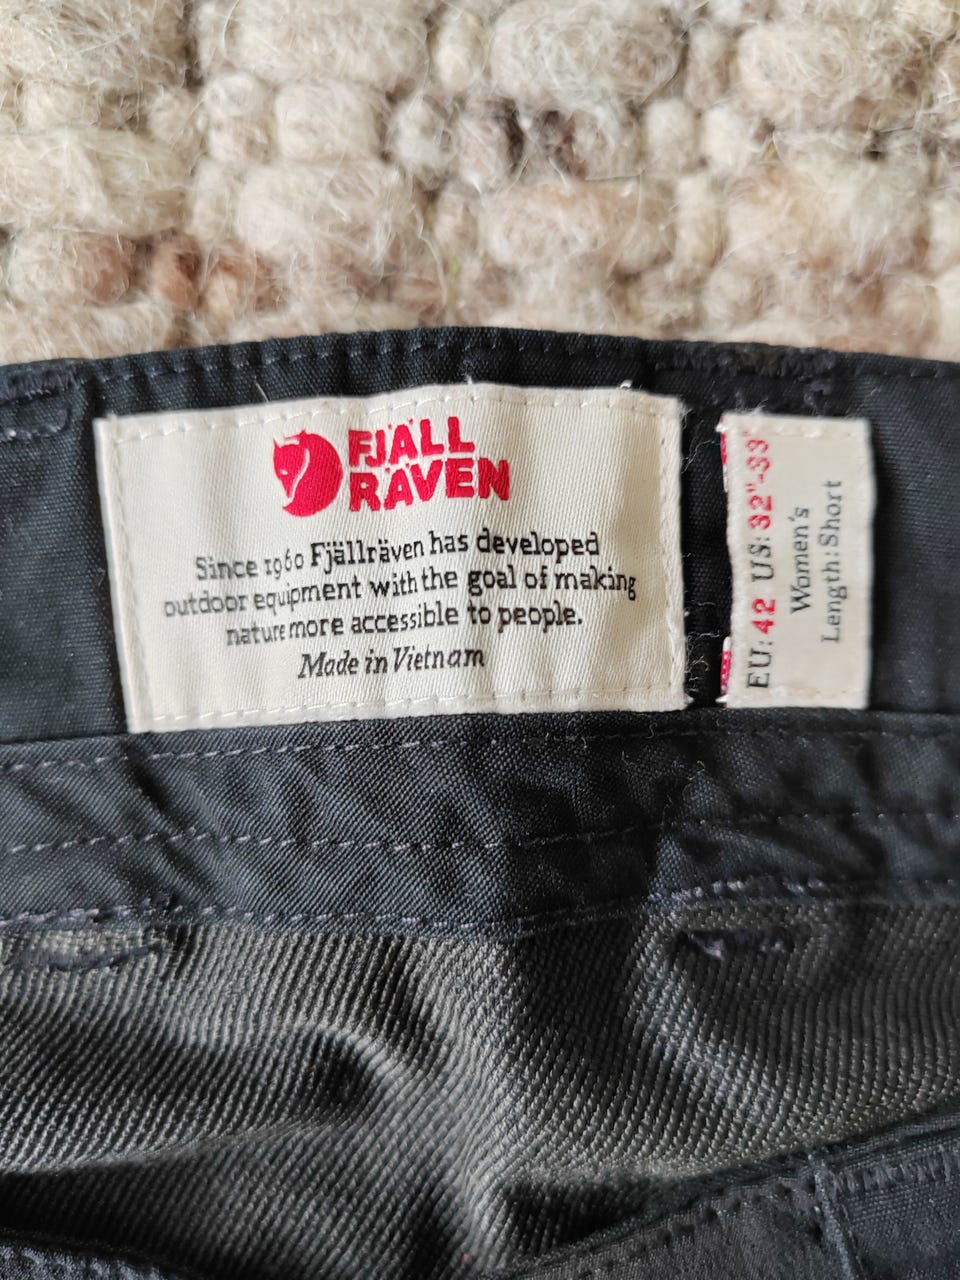 FJÄLL
RÄVEN
Since 1960 Fjällräven has developed
outdoor equipment with the goal of making
nature more accessible to people.
Made in Vietnam
EU: 42 US: 32"-33"
Women's
Length: Short